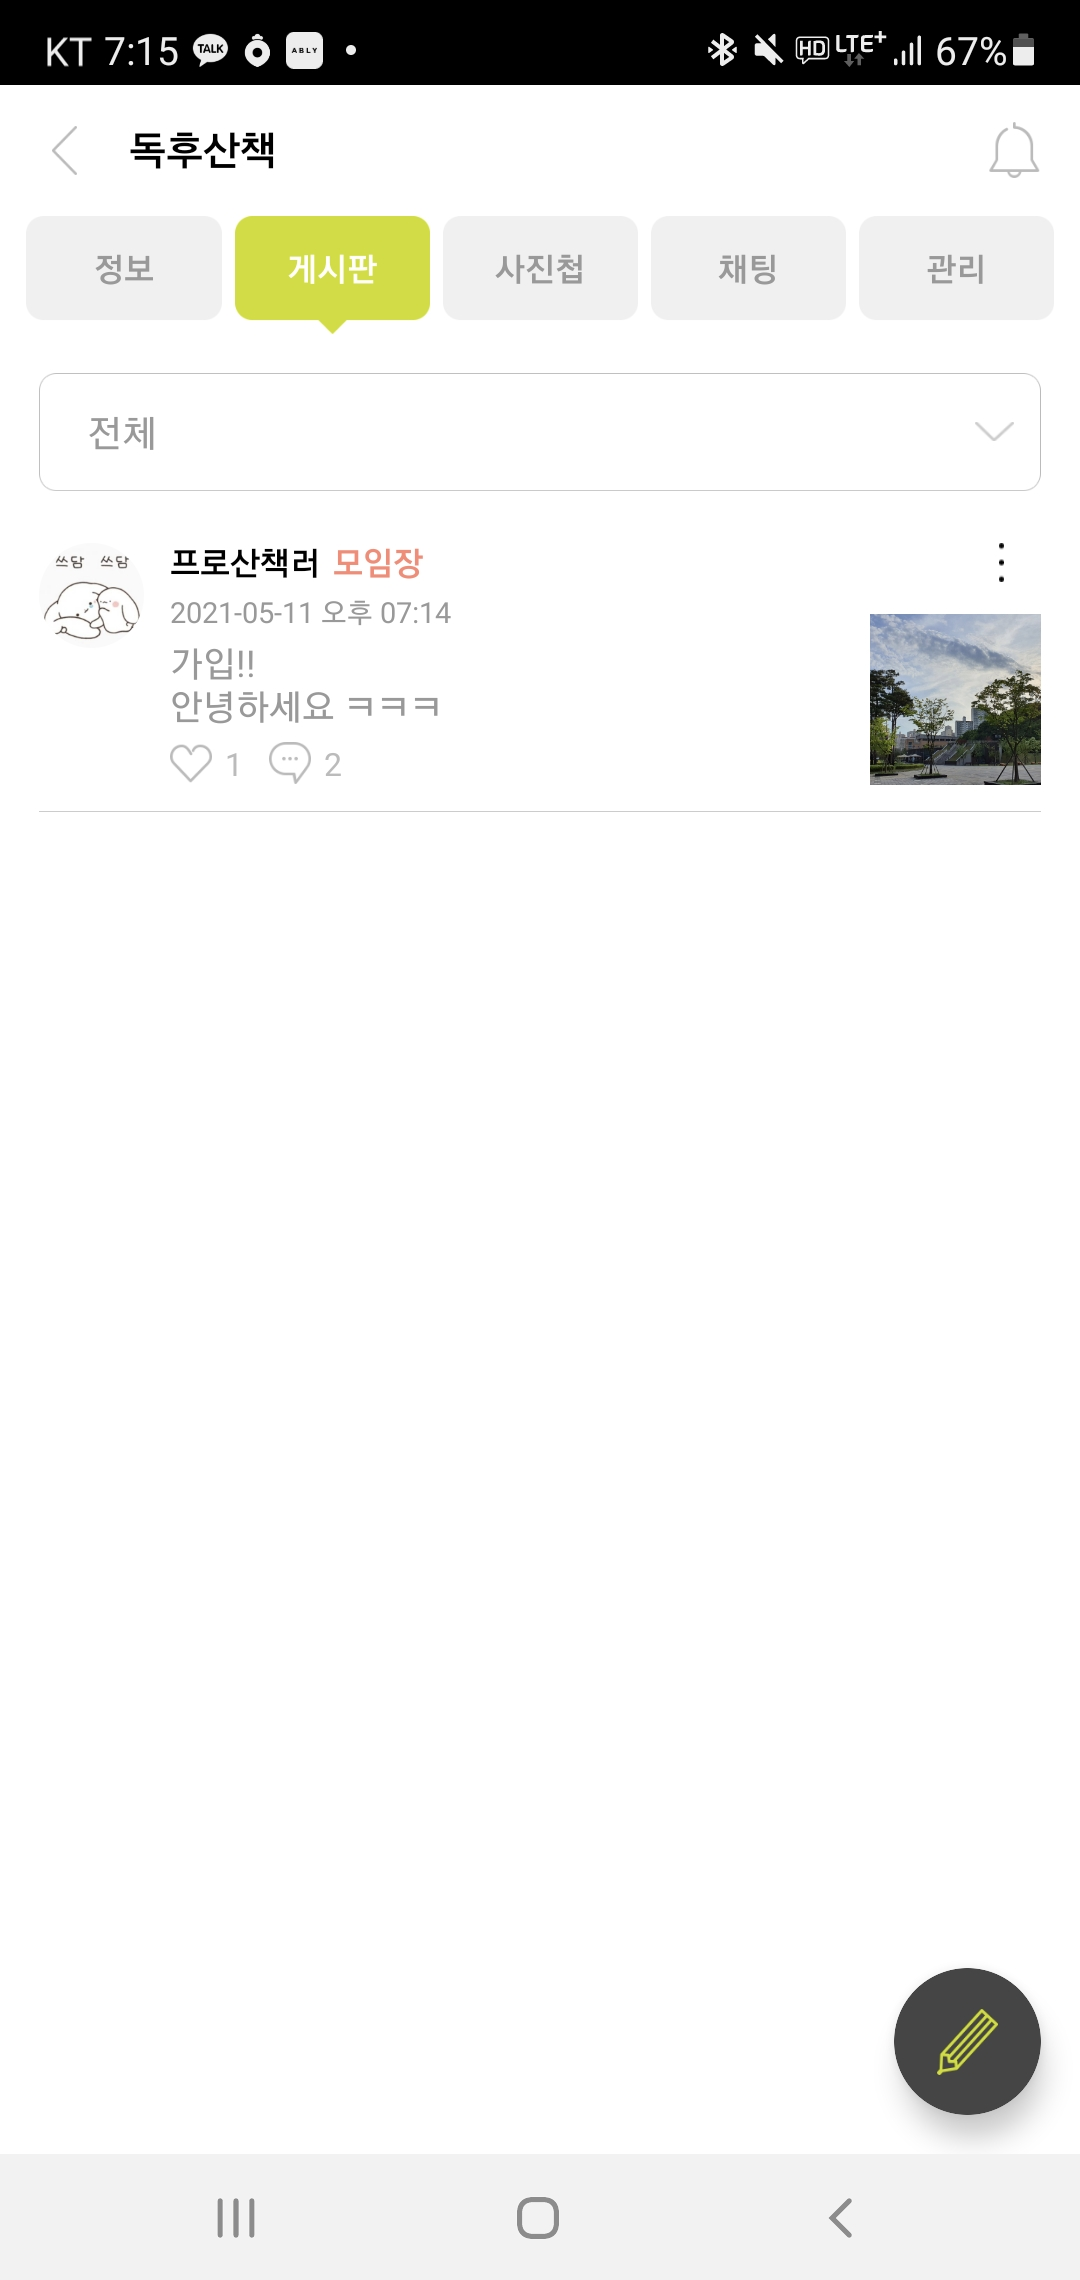 KT 7:15 TALK ABLY HD LTE+ 67%
독후산책
정보 게시판 사진첩 채팅 관리
전체
쓰담 쓰담
프로산책러 모임장
2021-05-11 오후 07:14
가입!!
안녕하세요 ㅋㅋㅋ
1 2